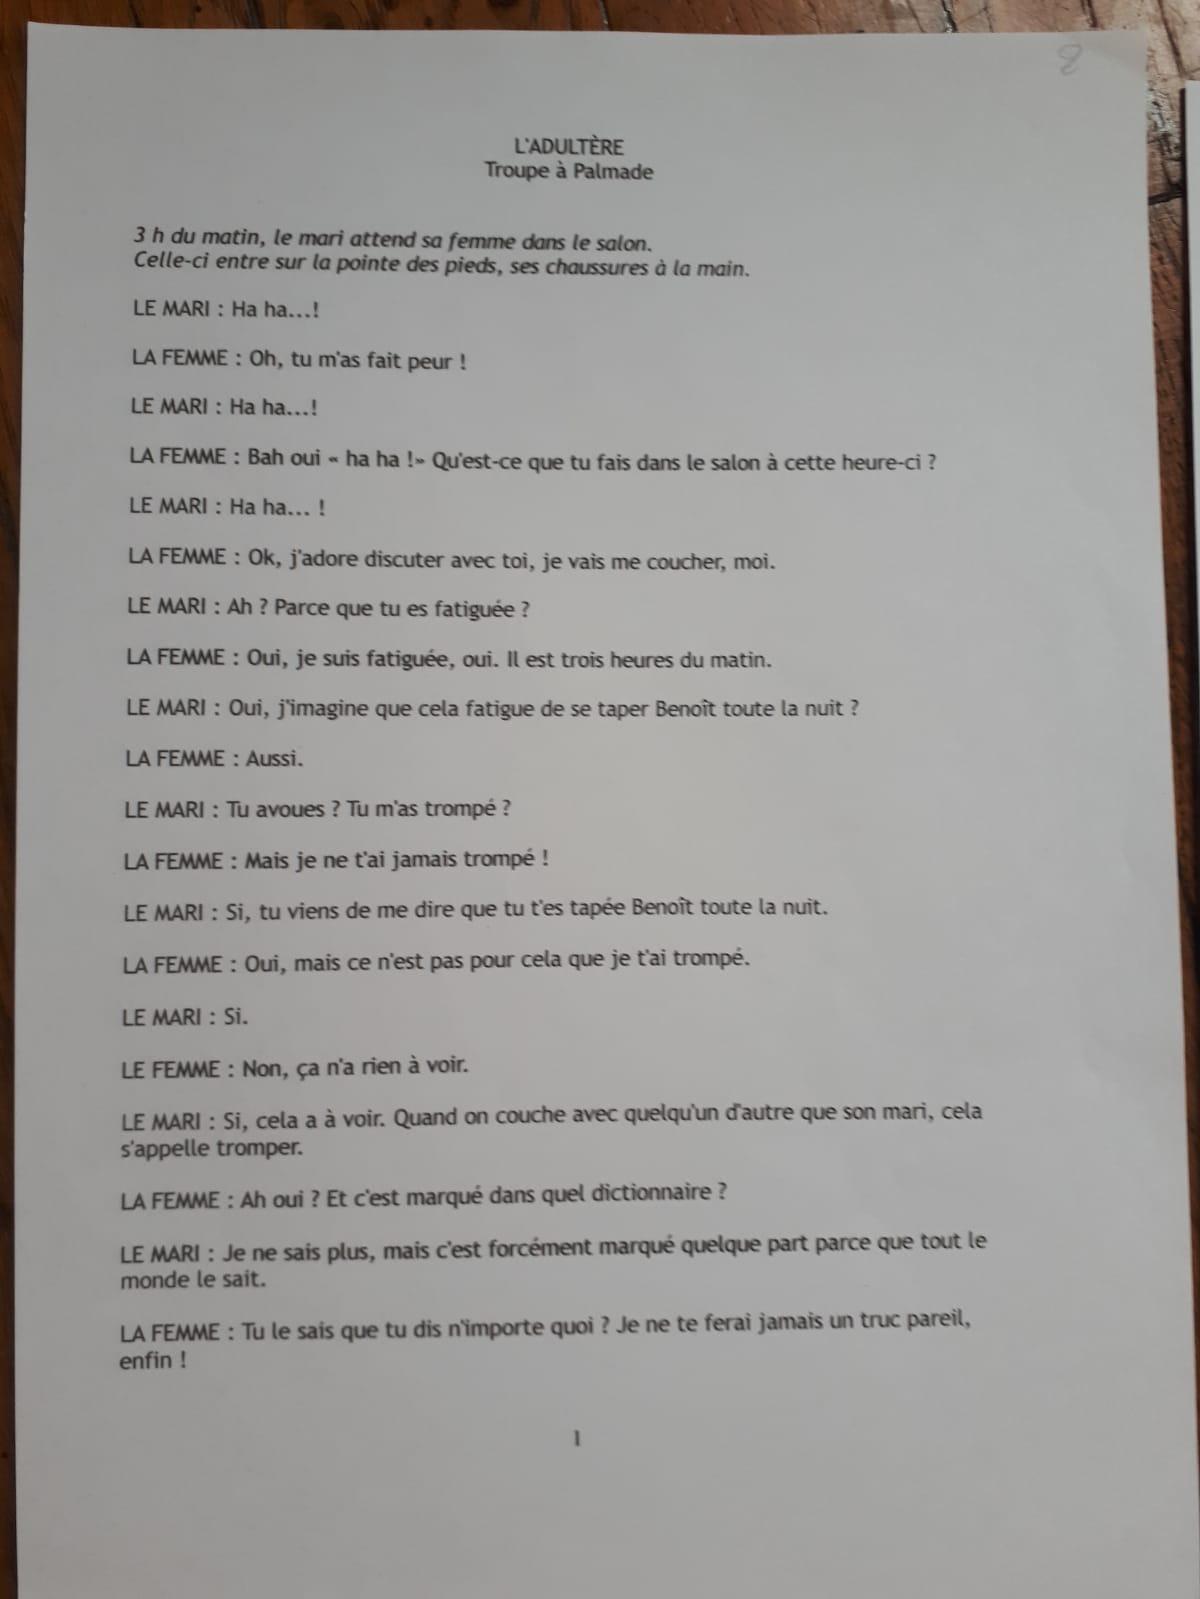 8
L'ADULTÈRE
Troupe à Palmade
3 h du matin, le mari attend sa femme dans le salon.
Celle-ci entre sur la pointe des pieds, ses chaussures à la main.
LE MARI : Ha ha...!
LA FEMME : Oh, tu m'as fait peur !
LE MARI : Ha ha...!
LA FEMME : Bah oui « ha ha !» Qu'est-ce que tu fais dans le salon à cette heure-ci ?
LE MARI : Ha ha... !
LA FEMME : Ok, j'adore discuter avec toi, je vais me coucher, moi.
LE MARI : Ah ? Parce que tu es fatiguée ?
LA FEMME : Oui, je suis fatiguée, oui. Il est trois heures du matin.
LE MARI : Oui, j'imagine que cela fatigue de se taper Benoît toute la nuit ?
LA FEMME : Aussi.
LE MARI : Tu avoues ? Tu m'as trompé ?
LA FEMME : Mais je ne t'ai jamais trompé !
LE MARI : Si, tu viens de me dire que tu t'es tapée Benoît toute la nuit.
LA FEMME : Oui, mais ce n'est pas pour cela que je t'ai trompé.
LE MARI : Si.
LE FEMME : Non, ça n'a rien à voir.
LE MARI : Si, cela a à voir. Quand on couche avec quelqu'un d'autre que son mari, cela
s'appelle tromper.
LA FEMME : Ah oui ? Et c'est marqué dans quel dictionnaire ?
LE MARI : Je ne sais plus, mais c'est forcément marqué quelque part parce que tout le
monde le sait.
LA FEMME : Tu le sais que tu dis n'importe quoi ? Je ne te ferai jamais un truc pareil,
enfin !
1